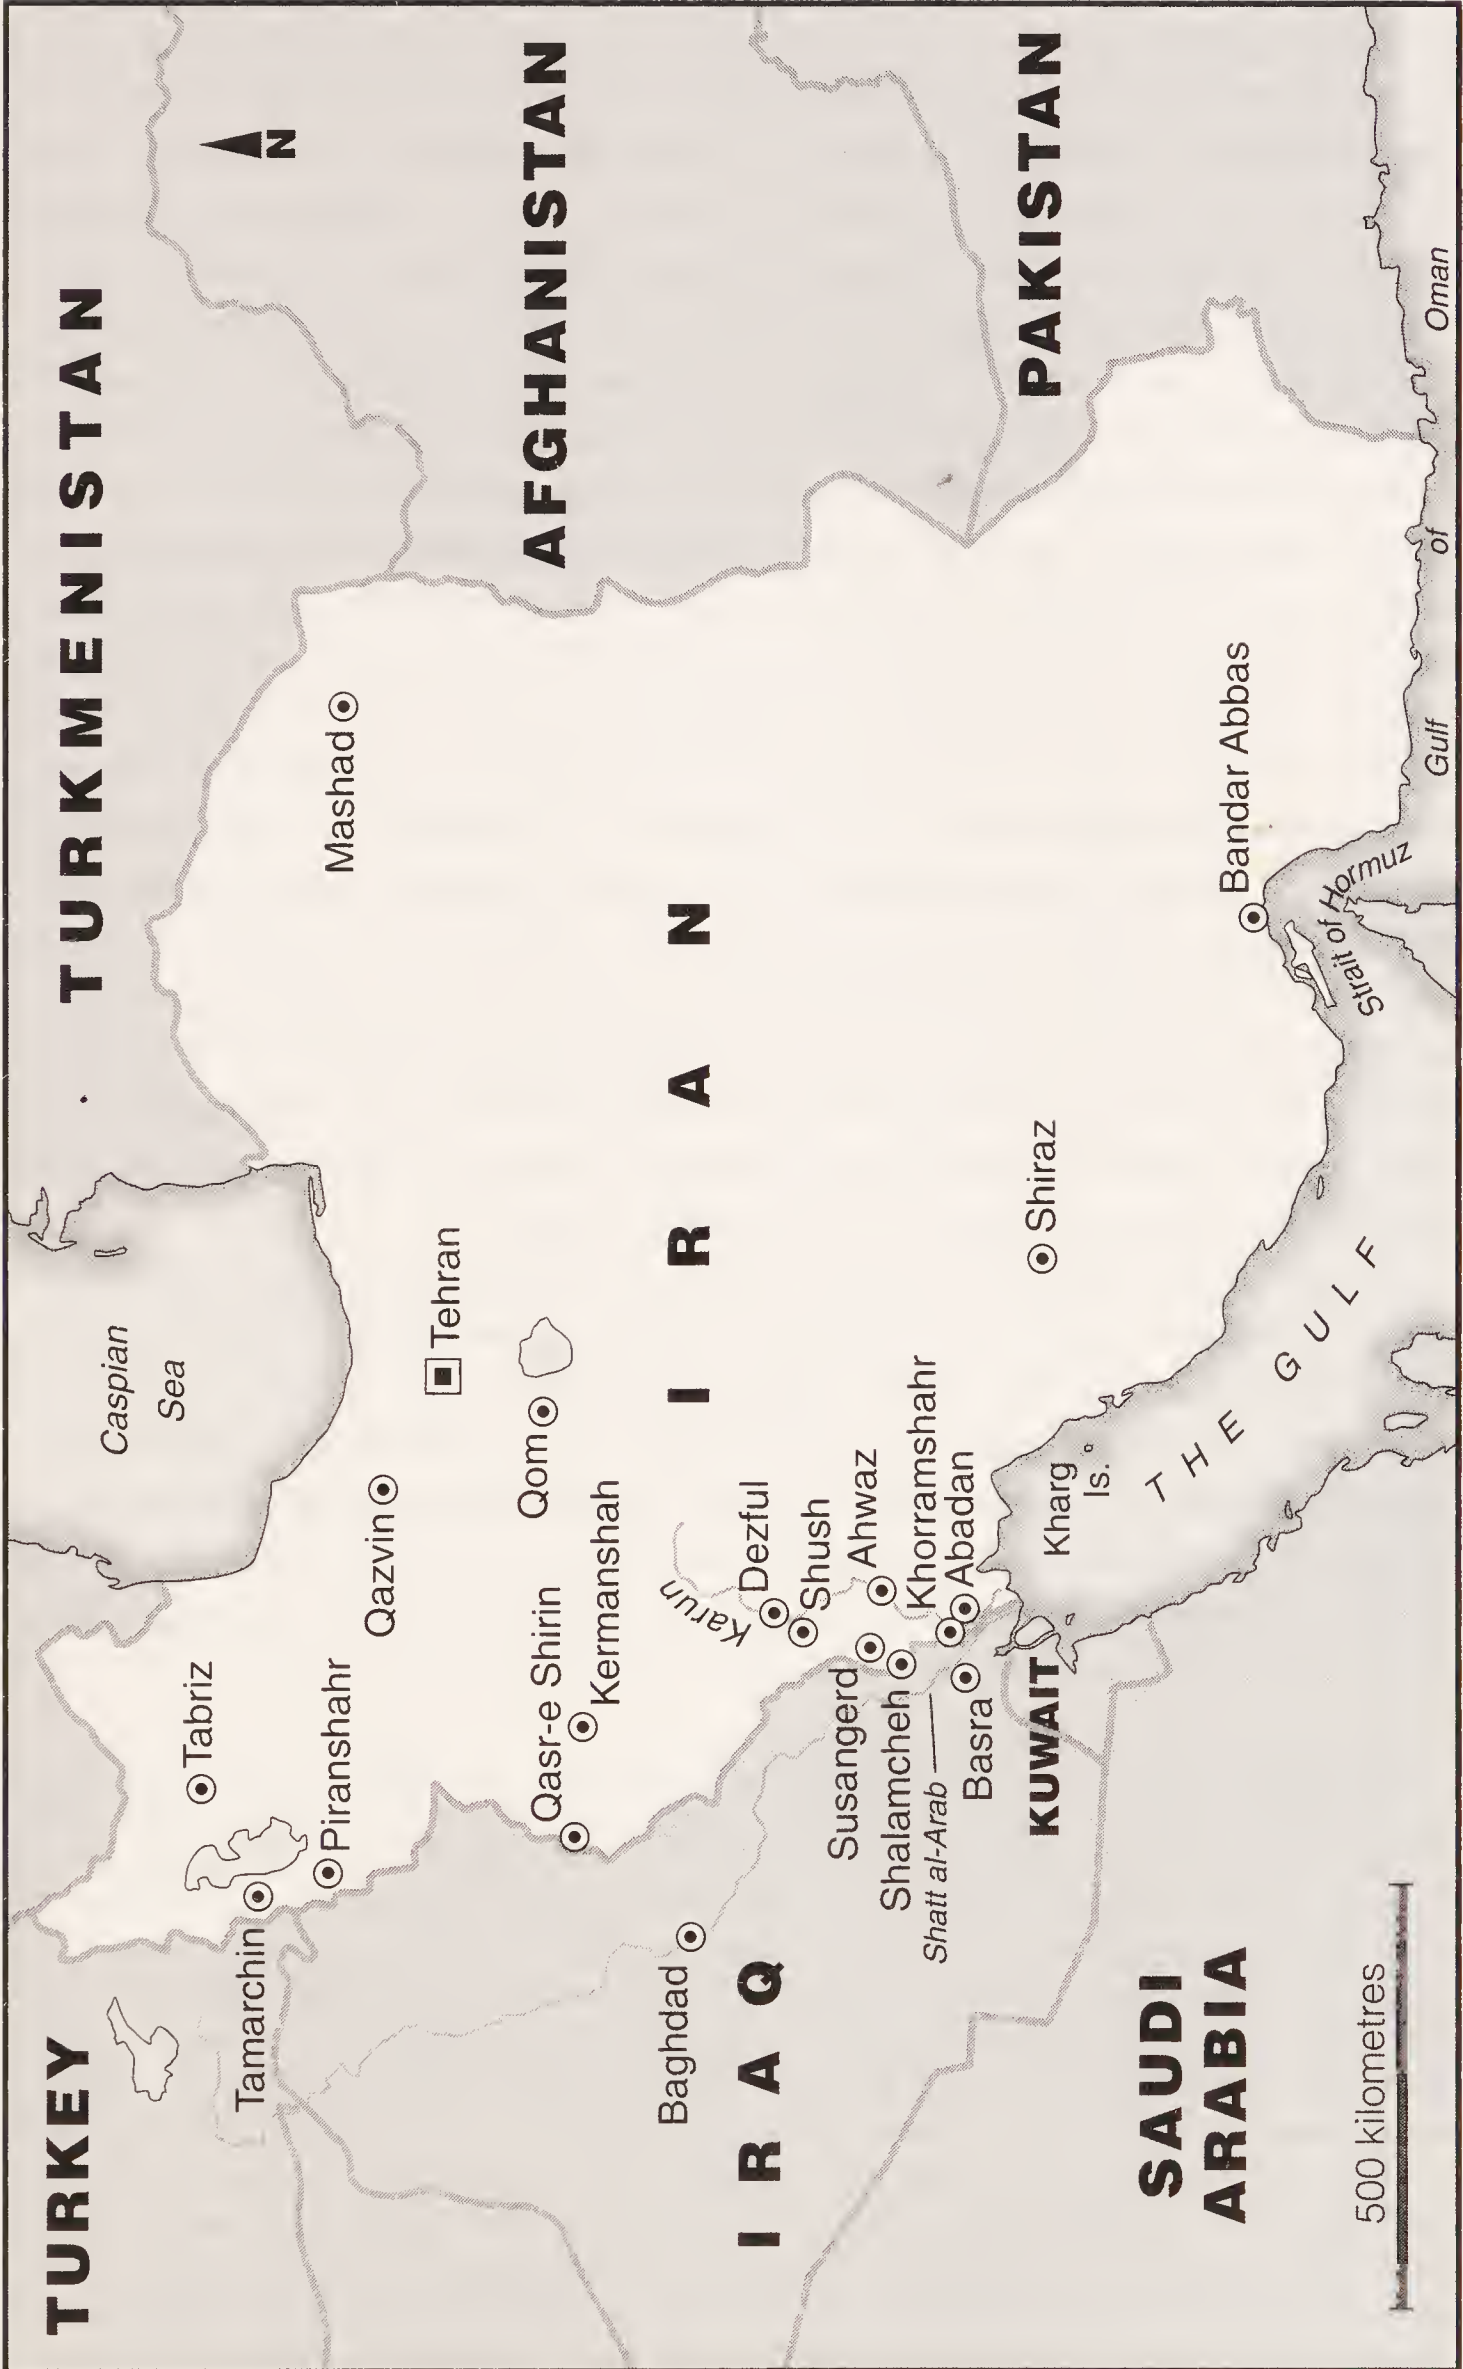 TURKEY
TURKMENISTAN
Caspian
Sea
N
Tabriz
Tamarchin
Piranshahr
Mashad
Qazvin
Tehran
AFGHANISTAN
Qom
Qasr-e Shirin
Kermanshah
IRAN
Baghdad
Karun
Dezful
IRAQ
Shush
Susangerd
Ahwaz
Shalamcheh
Khorramshahr
Shatt al-Arab
Abadan
Basra
KUWAIT
Shiraz
PAKISTAN
Kharg
Is.
THE GULF
Bandar Abbas
SAUDI
ARABIA
Strait of Hormuz
500 kilometres
Gulf of Oman